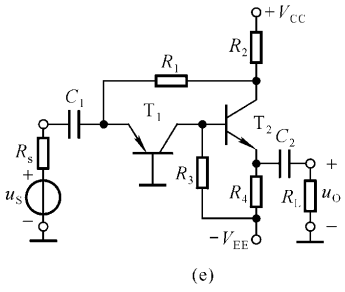 +V_CC
R_1
R_2
C_1
T_1
T_2
C_2
R_s
+
u_S
−
R_3
R_4
R_L
+
u_O
−
−V_EE
(e)